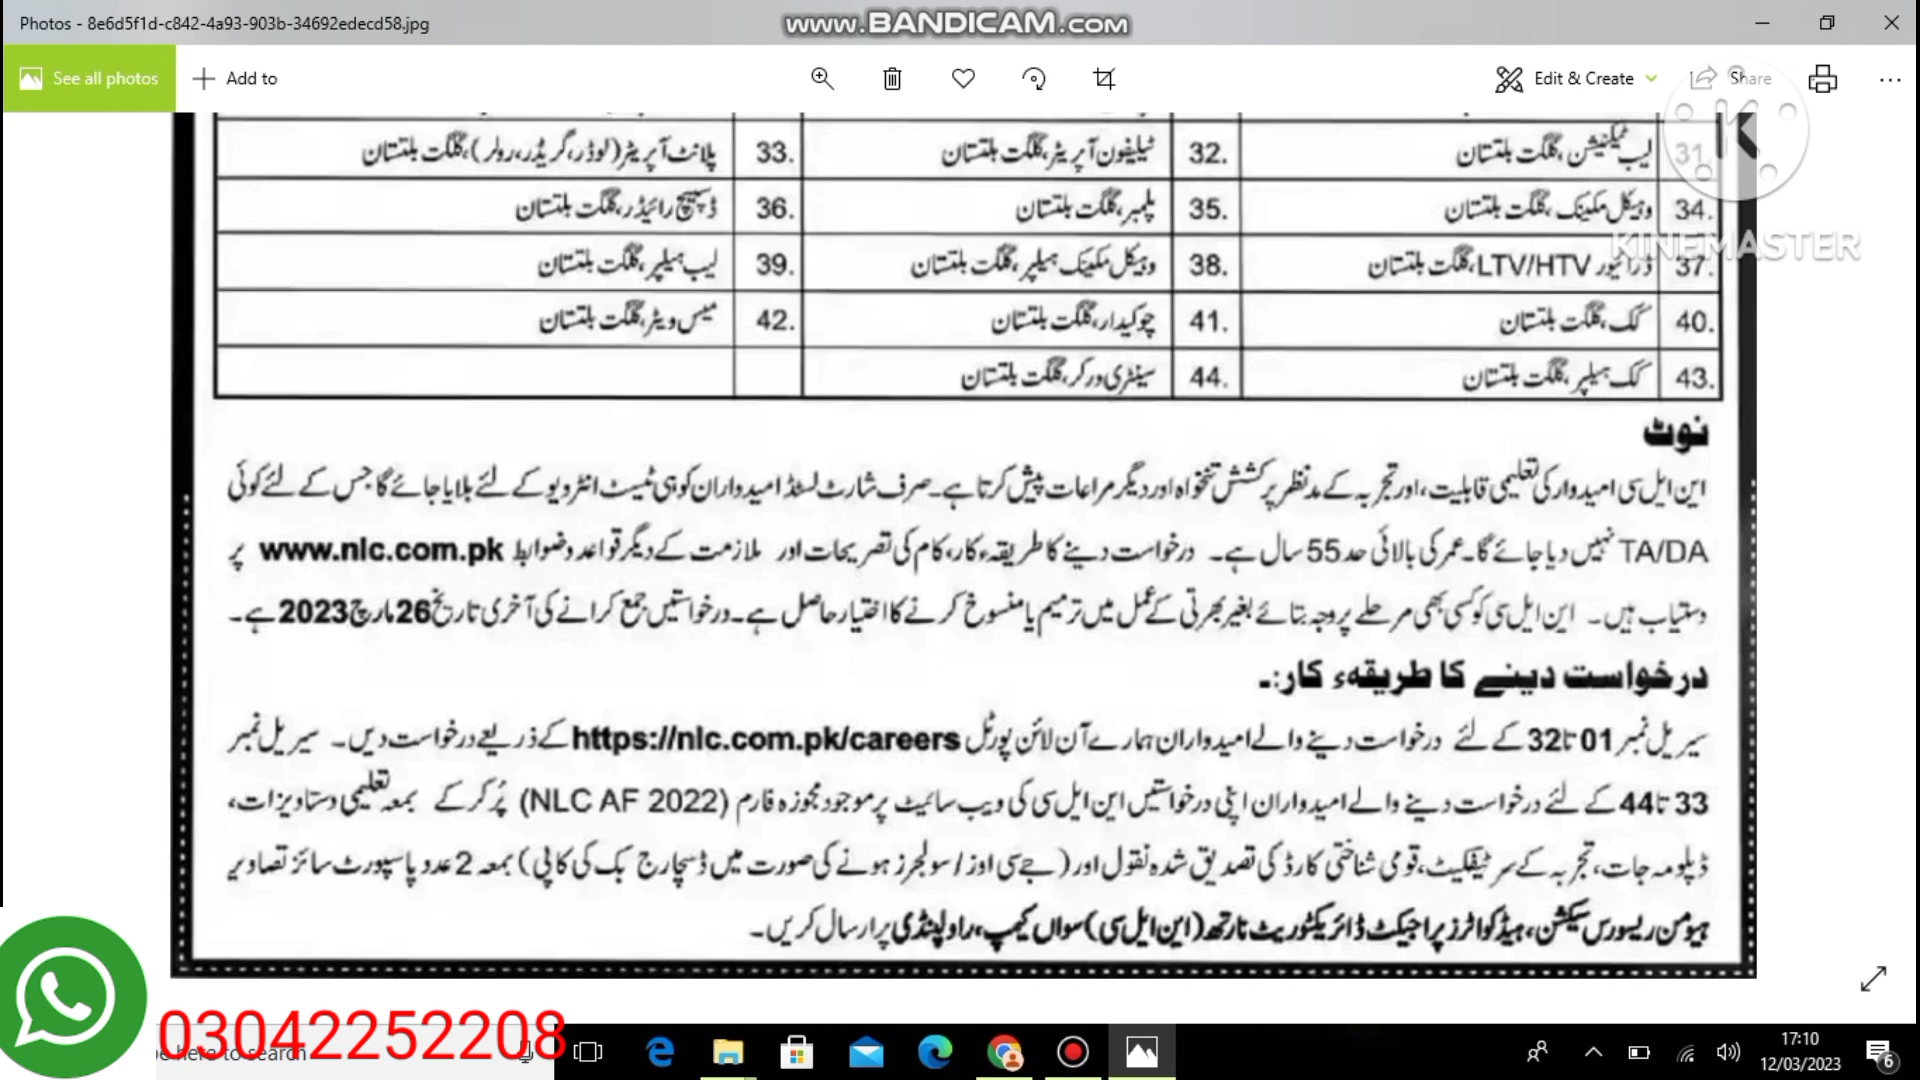 Photos - 8e6d5f1d-c842-4a93-903b-34692edecd58.jpg
www.BANDICAM.com
See all photos
Add to
Edit & Create
Share
KINEMASTER
31. لیب ٹیکنیشن، گلگت بلتستان 32. ٹیلیفون آپریٹر، گلگت بلتستان 33. پلانٹ آپریٹر (لوڈر، گریڈر، رولر)، گلگت بلتستان
34. وہیکل مکینک، گلگت بلتستان 35. پلمبر، گلگت بلتستان 36. ڈسپیچ رائیڈر، گلگت بلتستان
37. ڈرائیور LTV/HTV، گلگت بلتستان 38. وہیکل مکینک ہیلپر، گلگت بلتستان 39. لیب ہیلپر، گلگت بلتستان
40. کک، گلگت بلتستان 41. چوکیدار، گلگت بلتستان 42. میس ویٹر، گلگت بلتستان
43. کک ہیلپر، گلگت بلتستان 44. سینٹری ورکر، گلگت بلتستان
نوٹ
این ایل سی امیدوار کی تعلیمی قابلیت، اور تجربہ کے مدنظر پرکشش تنخواہ اور دیگر مراعات پیش کرتا ہے۔ صرف شارٹ لسٹڈ امیدواران کو ہی ٹیسٹ انٹرویو کے لئے بلایا جائے گا جس کے لئے کوئی
TA/DA نہیں دیا جائے گا۔ عمر کی بالائی حد 55 سال ہے۔ درخواست دینے کا طریقہء کار، کام کی تصریحات اور ملازمت کے دیگر قواعد و ضوابط www.nlc.com.pk پر
دستیاب ہیں۔ این ایل سی کو کسی بھی مرحلے پر وجہ بتائے بغیر بھرتی کے عمل میں ترمیم یا منسوخ کرنے کا اختیار حاصل ہے۔ درخواستیں جمع کرانے کی آخری تاریخ 26 مارچ 2023 ہے۔
درخواست دینے کا طریقہء کار:۔
سیریل نمبر 01 تا 32 کے لئے درخواست دینے والے امیدواران ہمارے آن لائن پورٹل https://nlc.com.pk/careers کے ذریعے درخواست دیں۔ سیریل نمبر
33 تا 44 کے لئے درخواست دینے والے امیدواران اپنی درخواستیں این ایل سی کی ویب سائیٹ پر موجود مجوزہ فارم (NLC AF 2022) پُر کر کے بمعہ تعلیمی دستاویزات،
ڈپلومہ جات، تجربہ کے سرٹیفکیٹ، قومی شناختی کارڈ کی تصدیق شدہ نقول اور (جے سی اوز/سولجرز ہونے کی صورت میں ڈسچارج بک کی کاپی) بمعہ 2 عدد پاسپورٹ سائز تصاویر
ہیومن ریسورس سیکشن، ہیڈ کواٹرز پراجیکٹ ڈائریکٹوریٹ نارتھ (این ایل سی) سواں کیمپ، راولپنڈی پر ارسال کریں۔
03042252208
here to search
17:10
12/03/2023
6